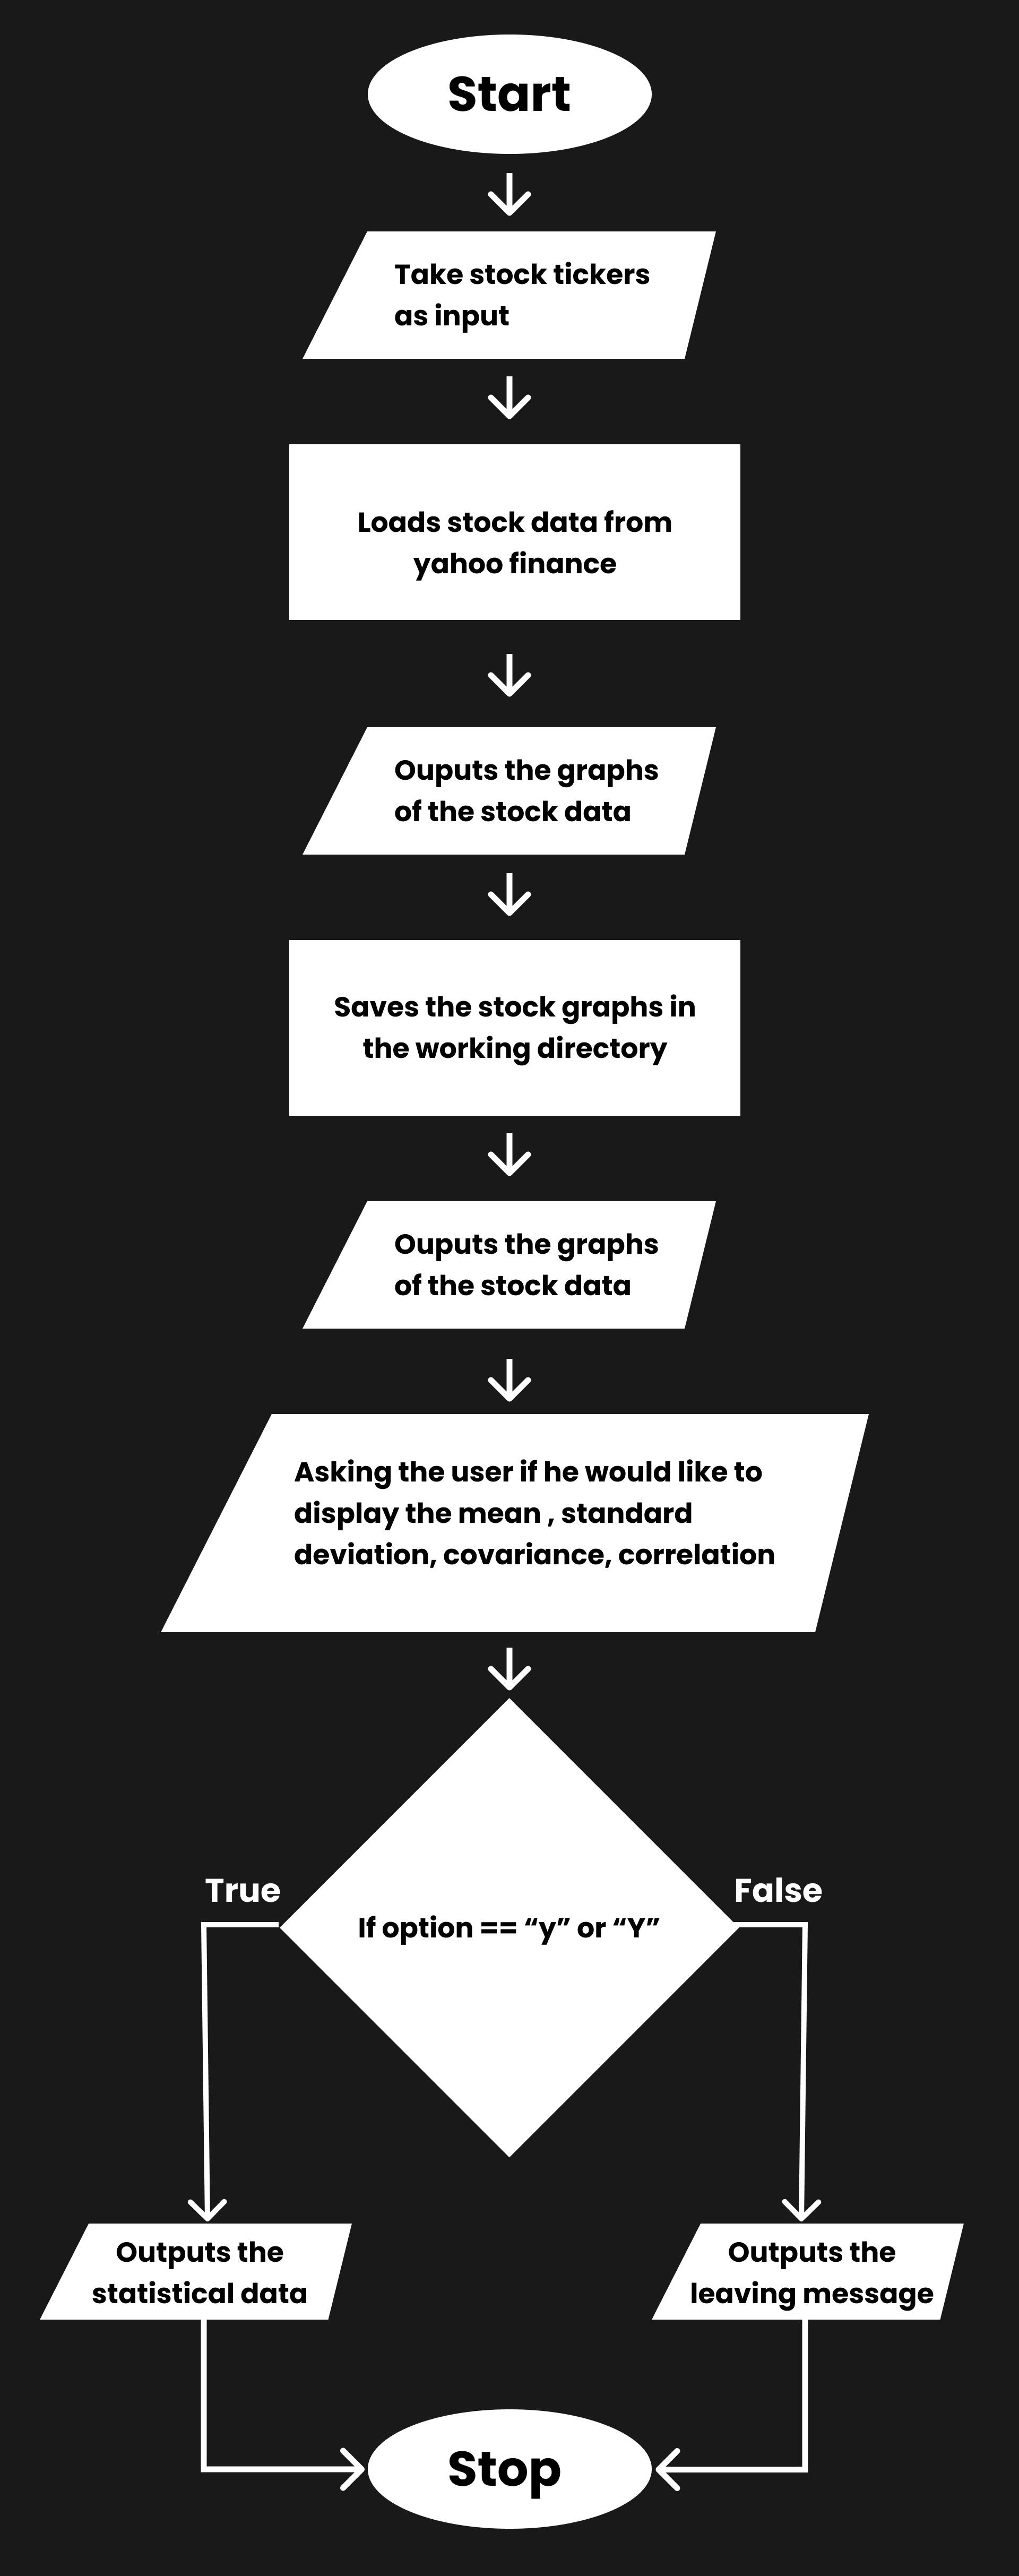 Start
Take stock tickers
as input
Loads stock data from
yahoo finance
Ouputs the graphs
of the stock data
Saves the stock graphs in
the working directory
Ouputs the graphs
of the stock data
Asking the user if he would like to
display the mean , standard
deviation, covariance, correlation
True
False
If option == “y” or “Y”
Outputs the
statistical data
Outputs the
leaving message
Stop